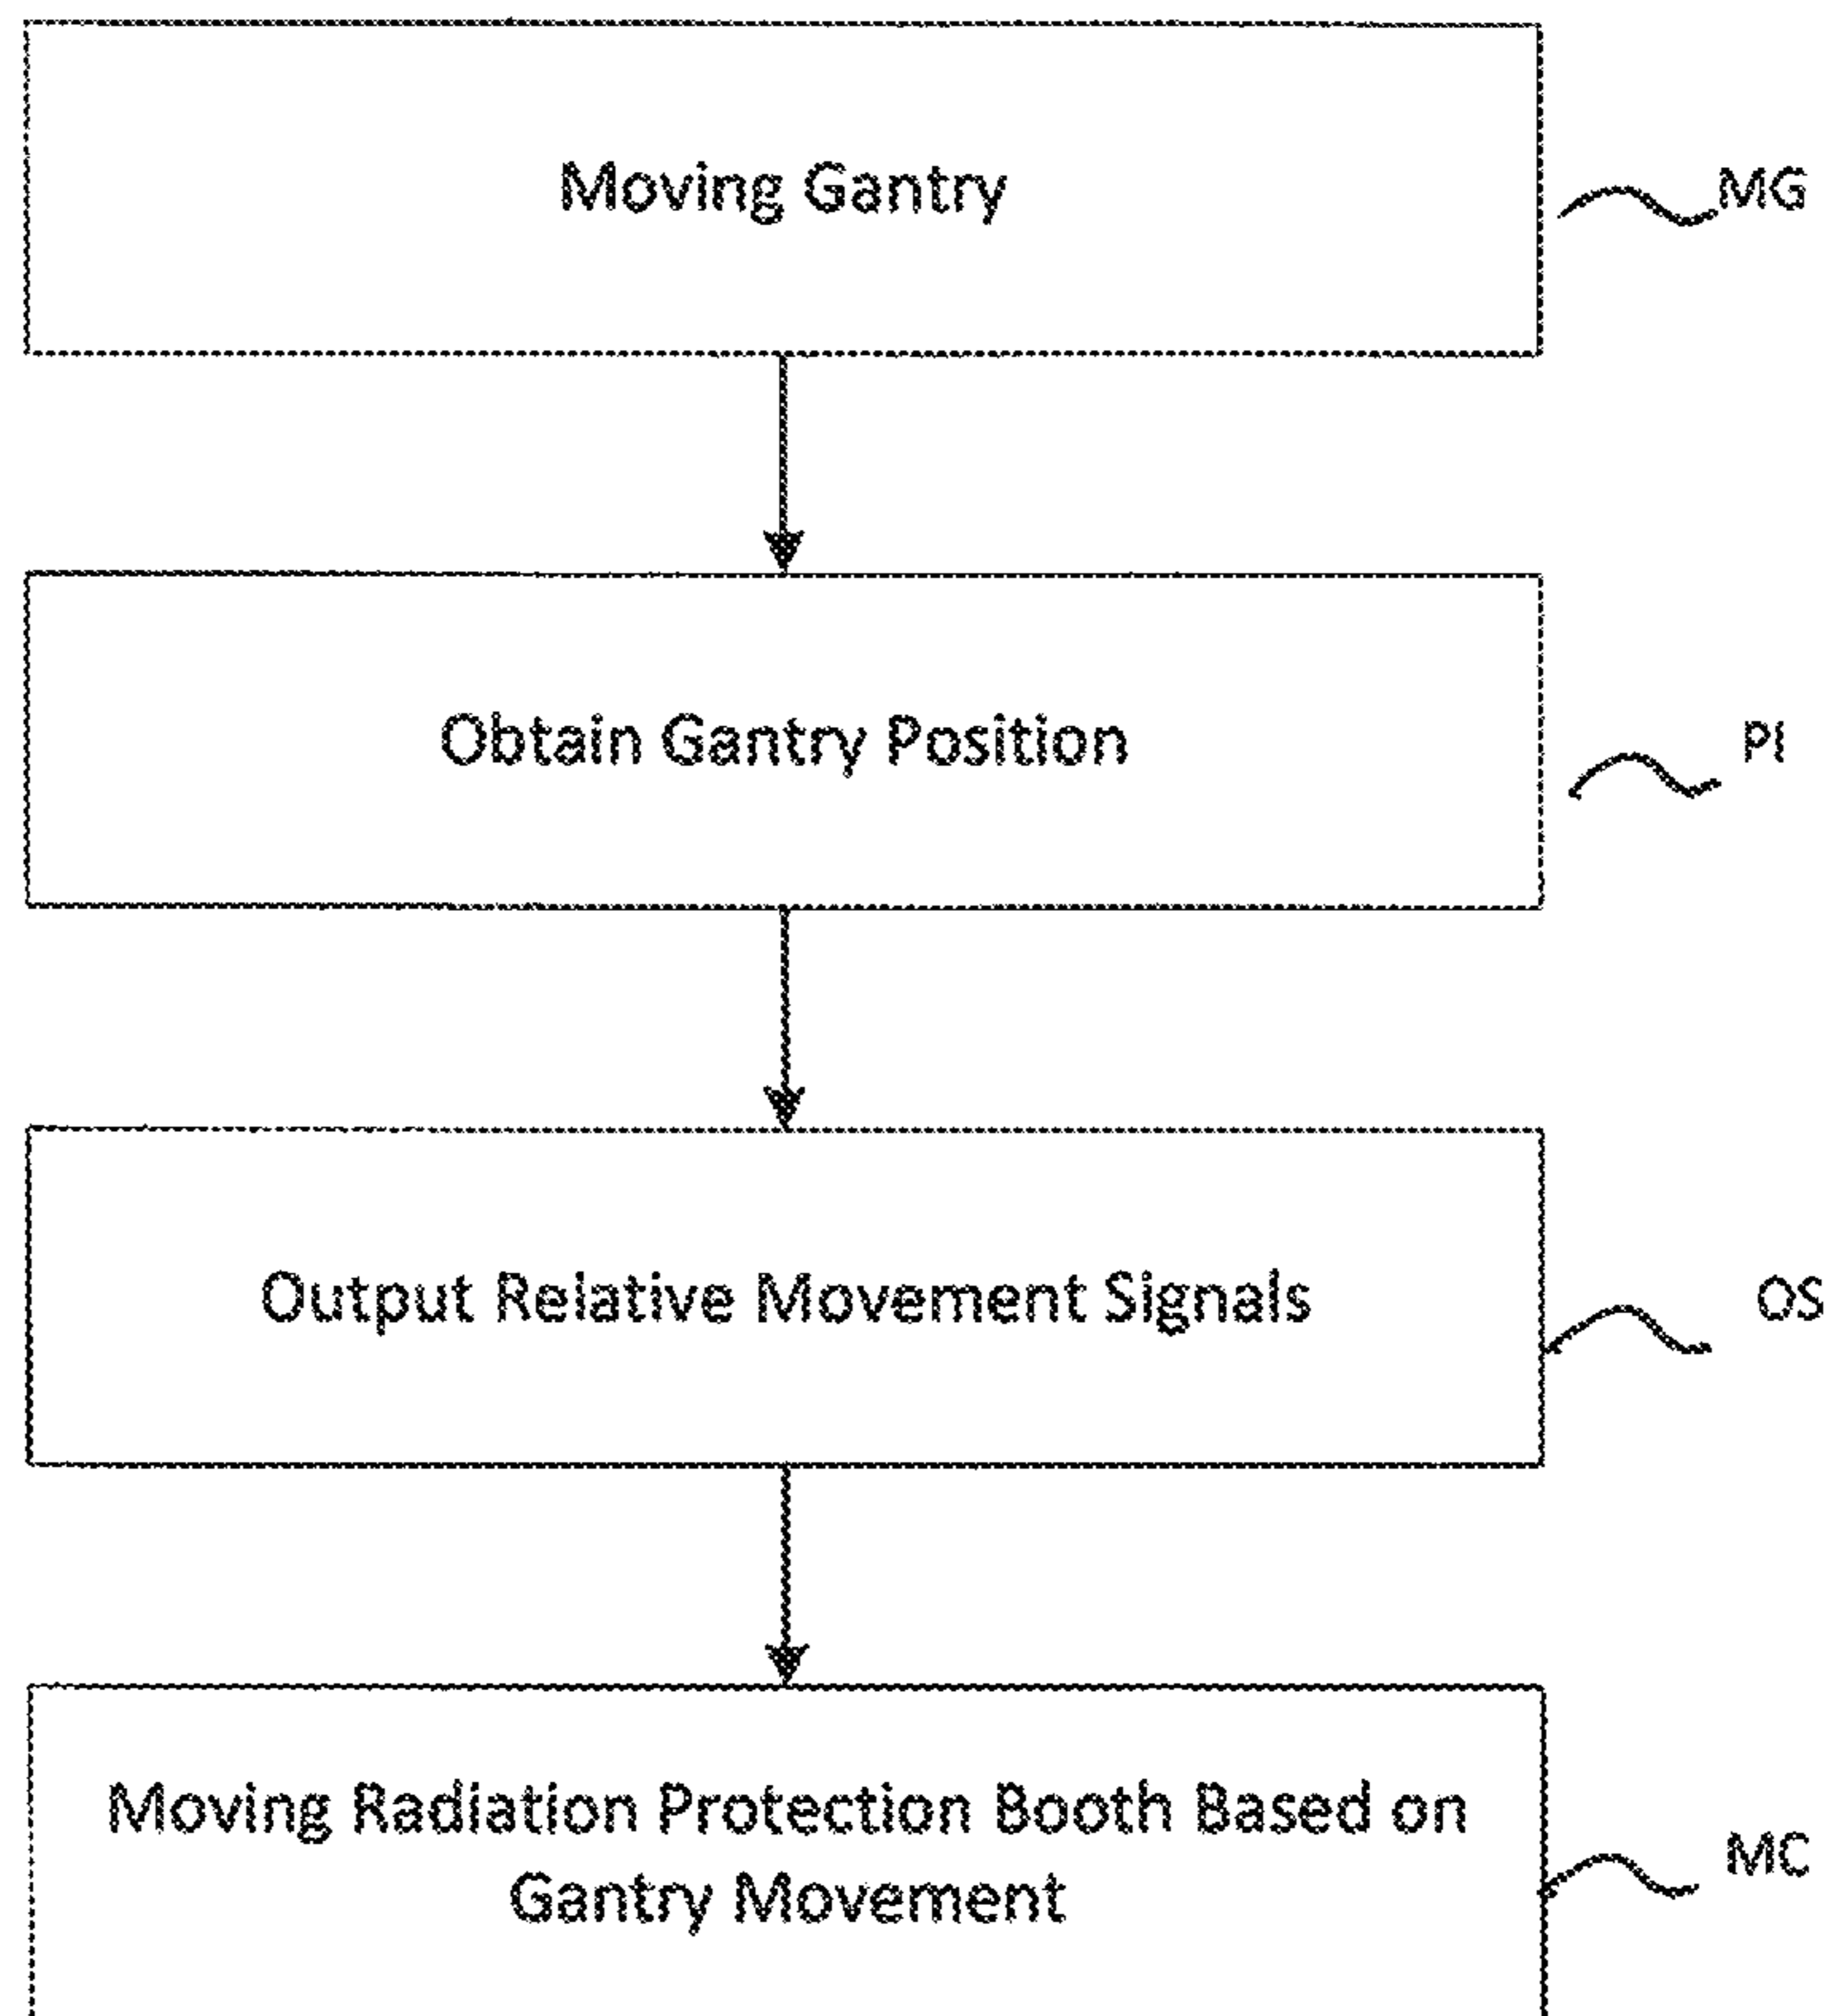 Moving Gantry
MG
Obtain Gantry Position
PI
Output Relative Movement Signals
OS
Moving Radiation Protection Booth Based on
Gantry Movement
MC